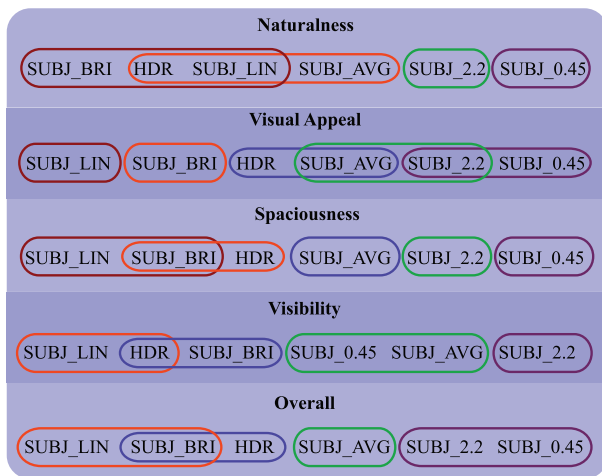 Naturalness
SUBJ_BRI HDR SUBJ_LIN SUBJ_AVG SUBJ_2.2 SUBJ_0.45
Visual Appeal
SUBJ_LIN SUBJ_BRI HDR SUBJ_AVG SUBJ_2.2 SUBJ_0.45
Spaciousness
SUBJ_LIN SUBJ_BRI HDR SUBJ_AVG SUBJ_2.2 SUBJ_0.45
Visibility
SUBJ_LIN HDR SUBJ_BRI SUBJ_0.45 SUBJ_AVG SUBJ_2.2
Overall
SUBJ_LIN SUBJ_BRI HDR SUBJ_AVG SUBJ_2.2 SUBJ_0.45